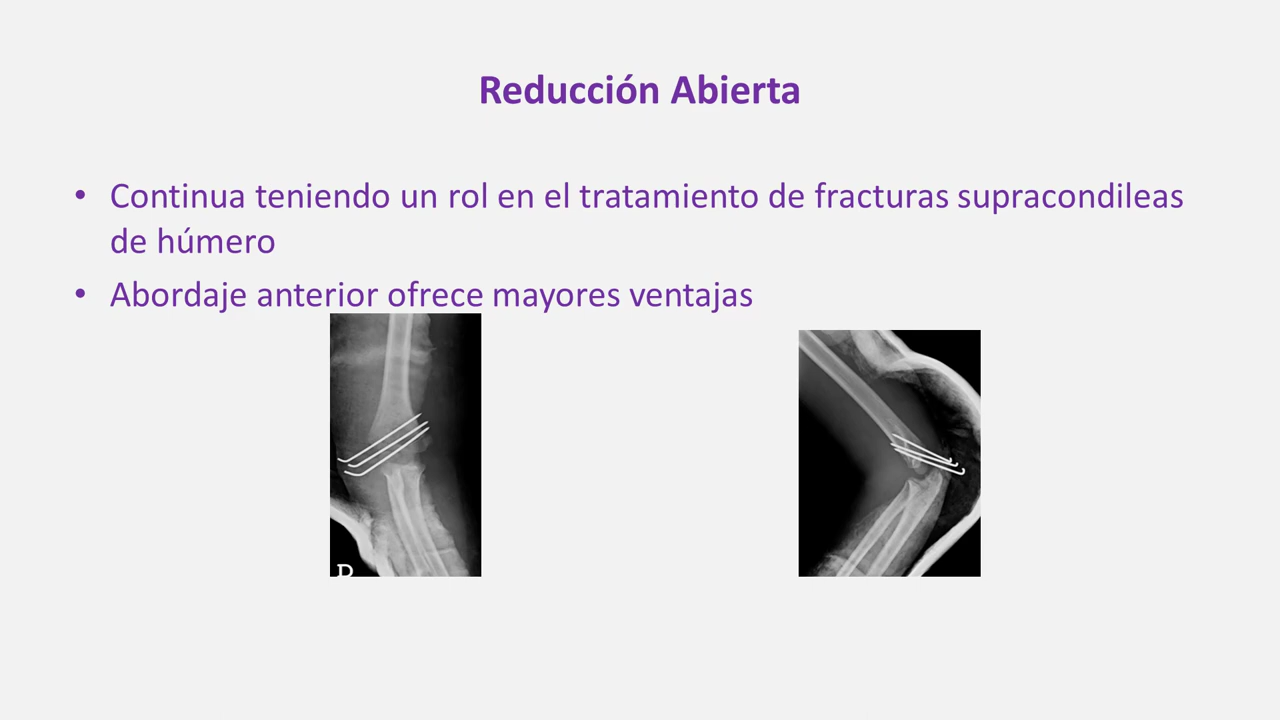 Reducción Abierta
• Continua teniendo un rol en el tratamiento de fracturas supracondileas
de húmero
• Abordaje anterior ofrece mayores ventajas